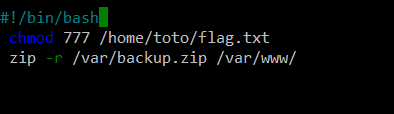 #!/bin/bash
chmod 777 /home/toto/flag.txt
zip -r /var/backup.zip /var/www/